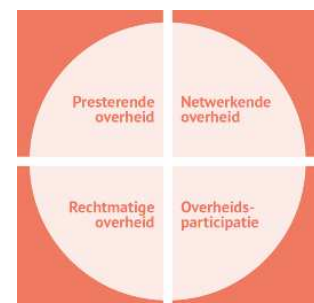 Presterende
overheid
Netwerkende
overheid
Rechtmatige
overheid
Overheids-
participatie